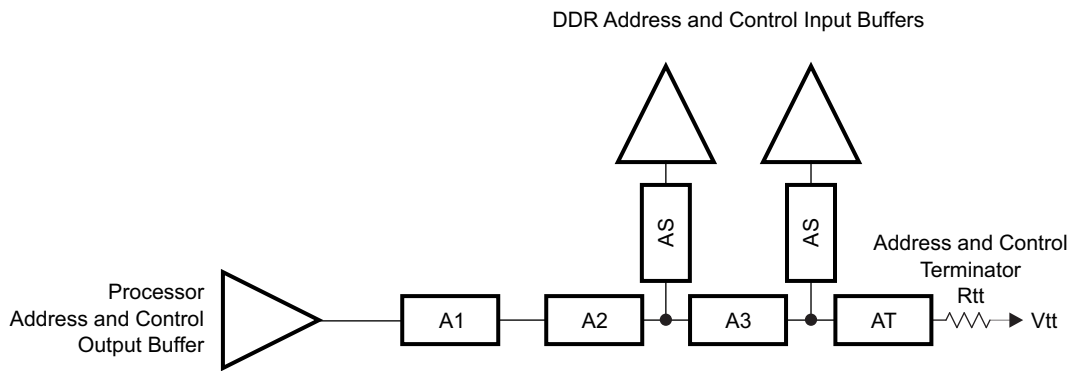 DDR Address and Control Input Buffers
AS
AS
Address and Control
Terminator
Rtt
Processor
Address and Control
Output Buffer
A1
A2
A3
AT
Vtt